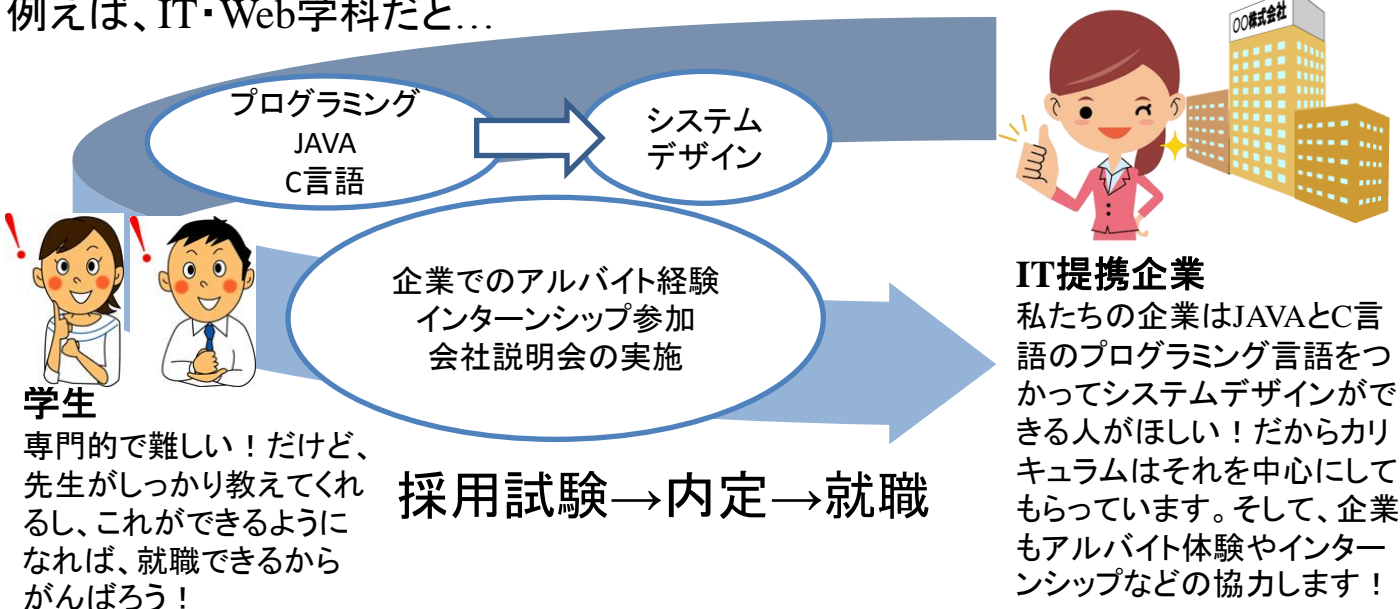 例えば、IT・Web学科だと…
プログラミング
JAVA
C言語
システム
デザイン
〇〇株式会社
企業でのアルバイト経験
インターンシップ参加
会社説明会の実施
学生
専門的で難しい！だけど、
先生がしっかり教えてくれ
るし、これができるように
なれば、就職できるから
がんばろう！
採用試験→内定→就職
IT提携企業
私たちの企業はJAVAとC言
語のプログラミング言語をつ
かってシステムデザインがで
きる人がほしい！だからカリ
キュラムはそれを中心にして
もらっています。そして、企業
もアルバイト体験やインター
ンシップなどの協力します！